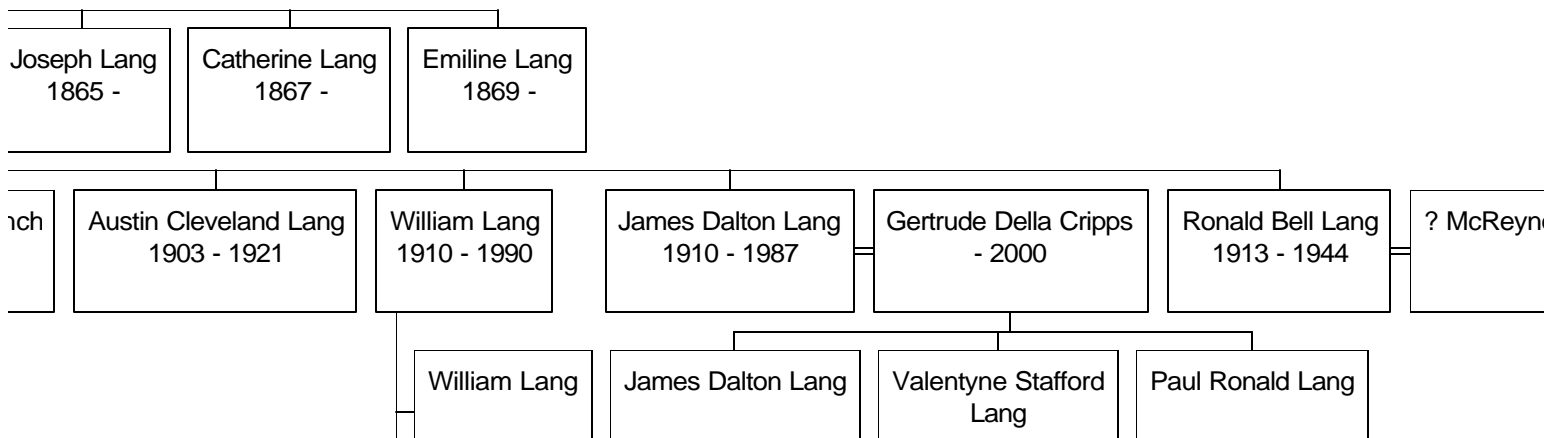 Joseph Lang
1865 -
Catherine Lang
1867 -
Emiline Lang
1869 -
Austin Cleveland Lang
1903 - 1921
William Lang
1910 - 1990
James Dalton Lang
1910 - 1987
Gertrude Della Cripps
- 2000
Ronald Bell Lang
1913 - 1944
?
William Lang
James Dalton Lang
Valentyne Stafford
Lang
Paul Ronald Lang